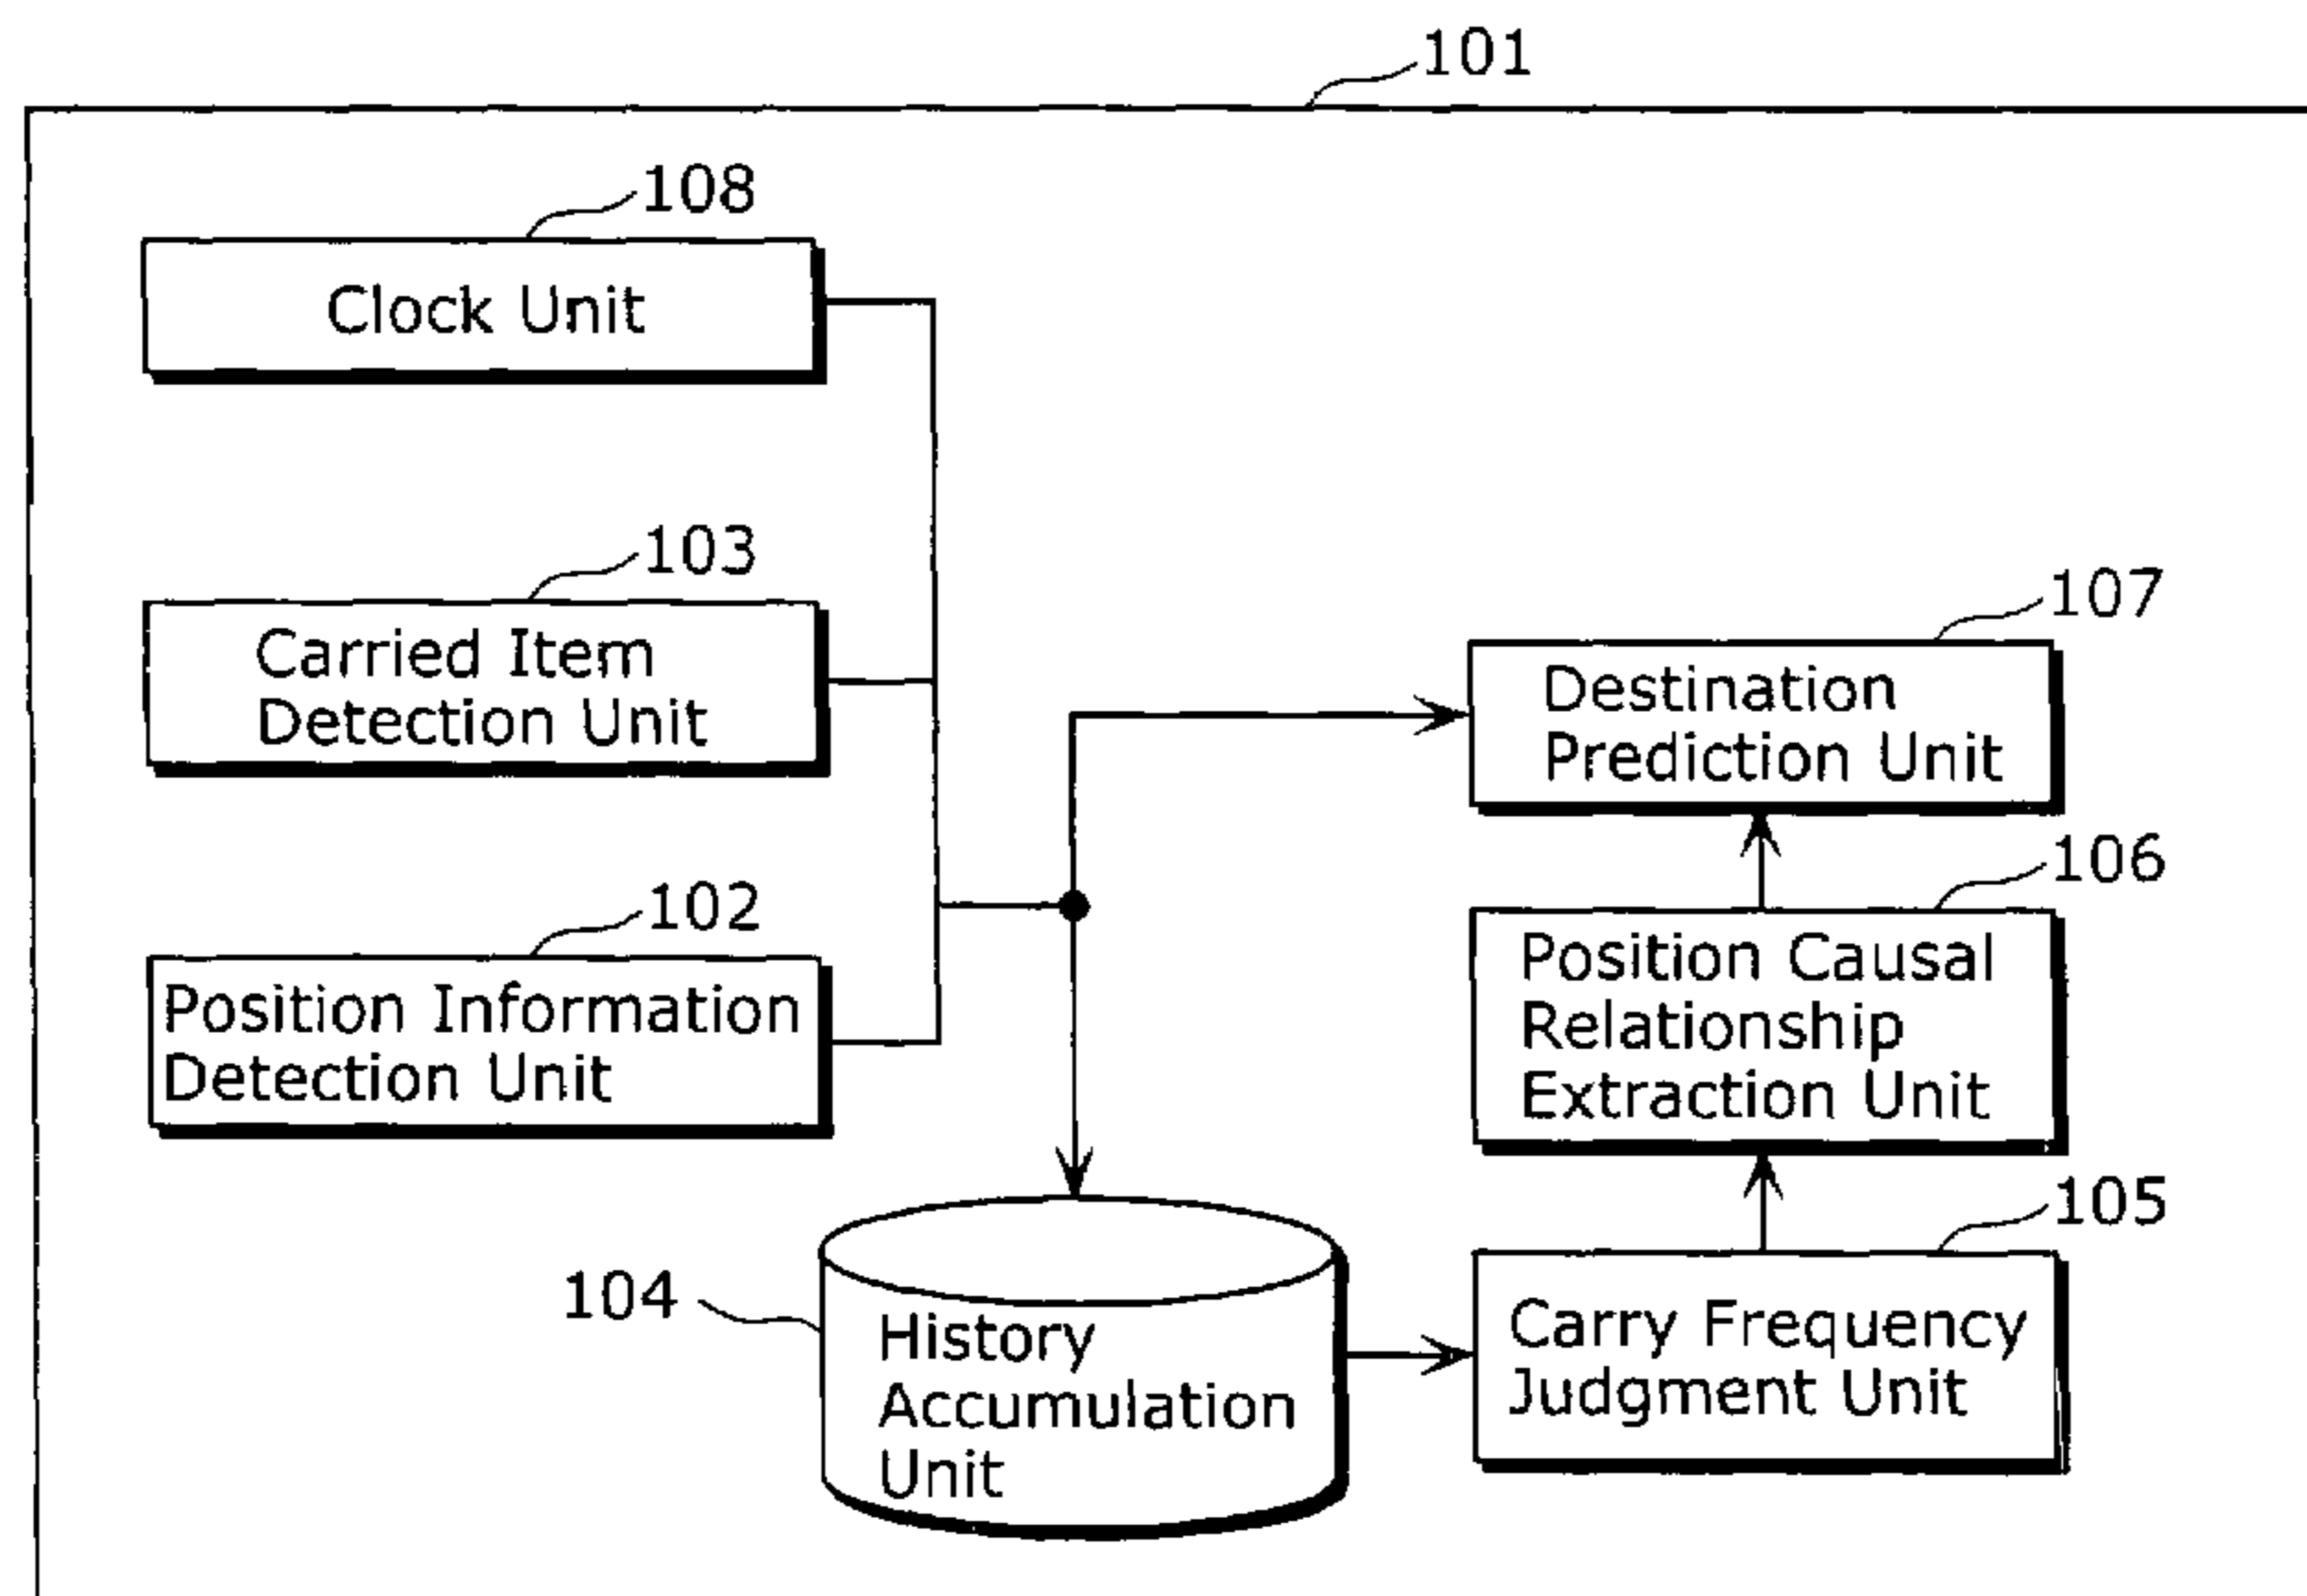 101
108
Clock Unit
103
Carried Item
Detection Unit
107
Destination
Prediction Unit
102
Position Information
Detection Unit
106
Position Causal
Relationship
Extraction Unit
104
History
Accumulation
Unit
105
Carry Frequency
Judgment Unit